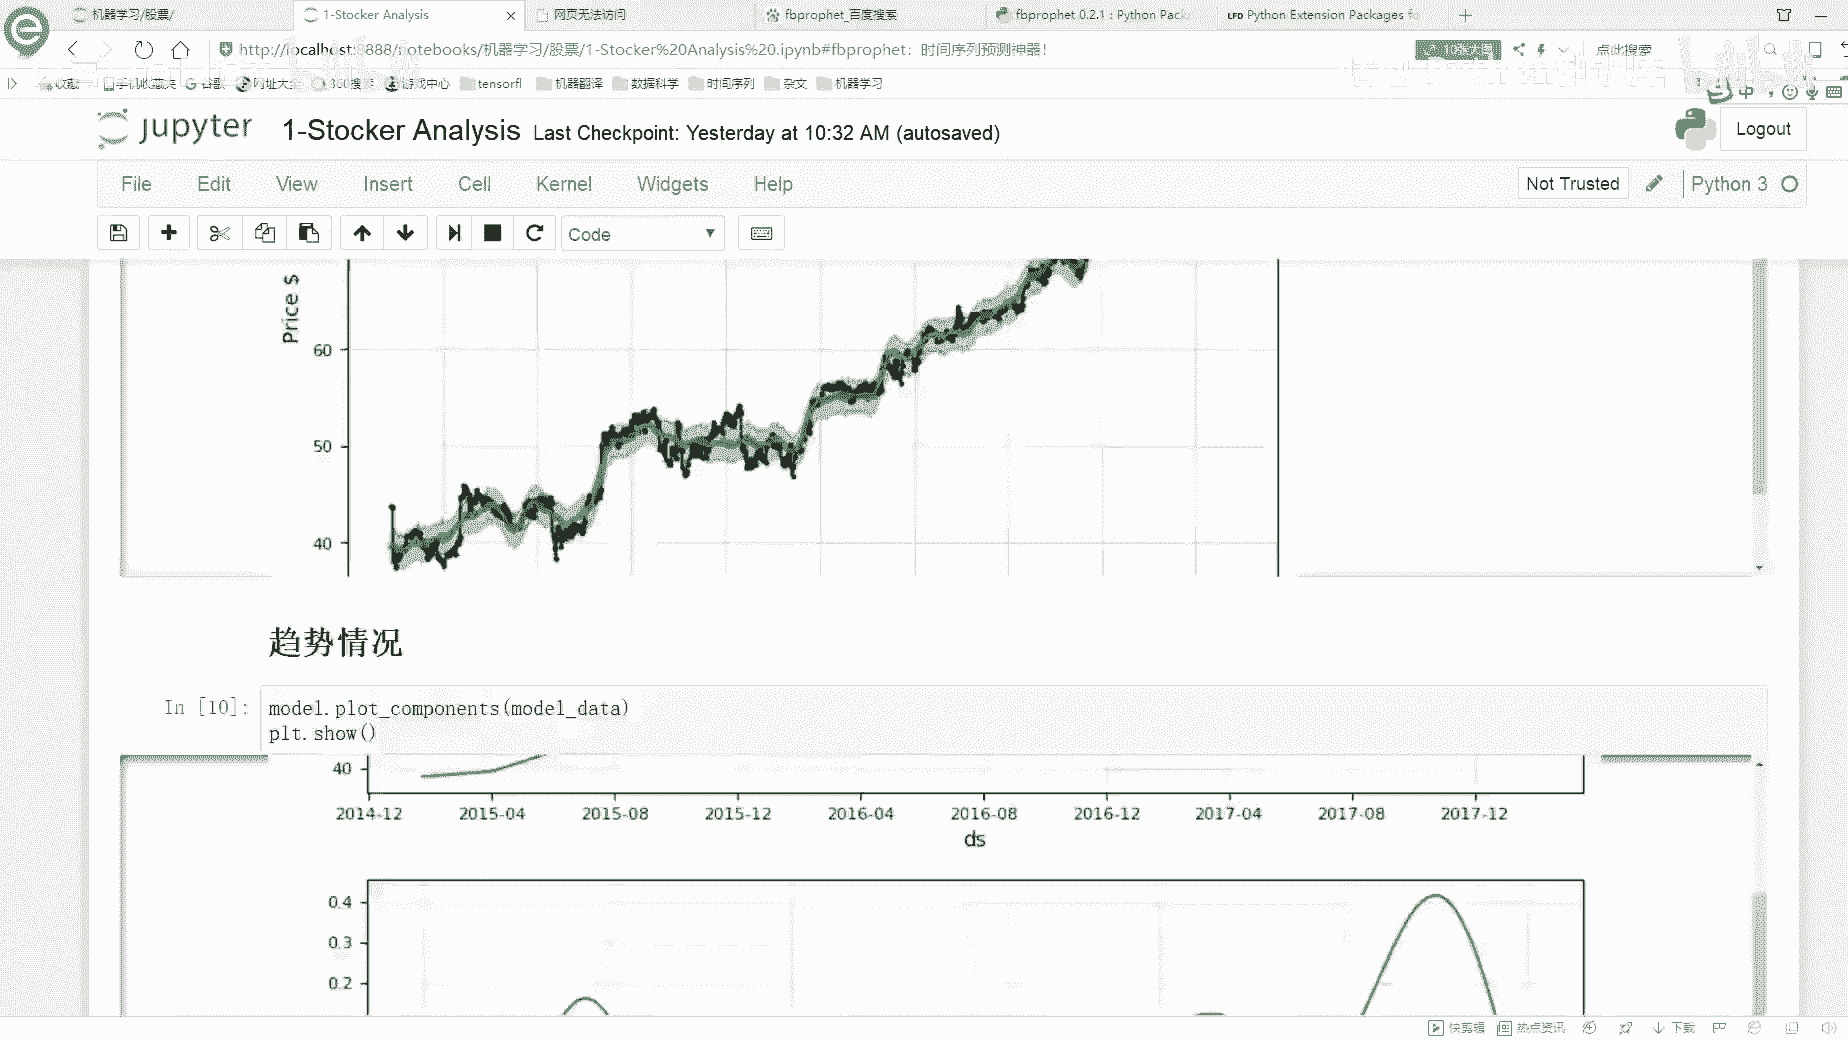 机器学习/股票/
1-Stocker Analysis
网页无法访问
fbprophet_百度搜索
fbprophet 0.2.1 : Python Pack
LFD Python Extension Packages fo
http://localhost:8888/notebooks/机器学习/股票/1-Stocker%20Analysis%20.ipynb#fbprophet：时间序列预测神器！
点此搜索
收藏
手机收藏夹
谷歌
网址大全
360搜索
游戏中心
tensorfl
机器翻译
数据科学
时间序列
杂文
机器学习
中
jupyter
1-Stocker Analysis
Last Checkpoint: Yesterday at 10:32 AM (autosaved)
Logout
File
Edit
View
Insert
Cell
Kernel
Widgets
Help
Not Trusted
Python 3
Code
Price $
60
50
40
趋势情况
In [10]:
model.plot_components(model_data)
plt.show()
40
2014-12 2015-04 2015-08 2015-12 2016-04 2016-08 2016-12 2017-04 2017-08 2017-12
ds
0.4
0.3
0.2
快剪辑
热点资讯
下载